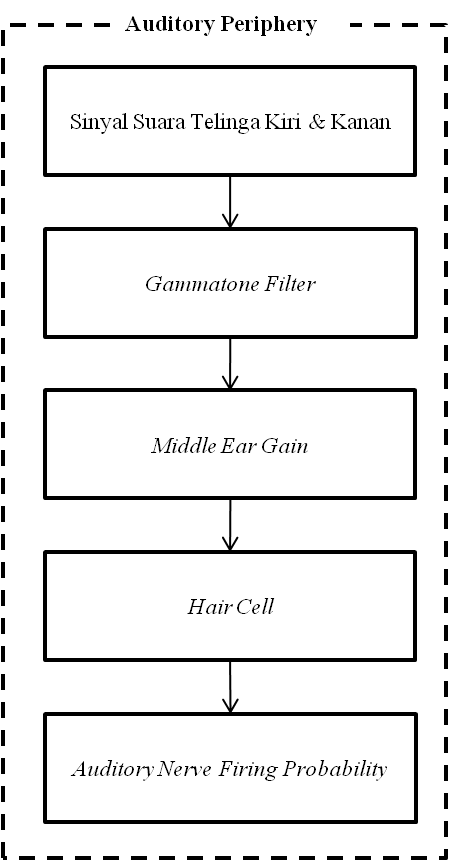 Auditory Periphery
Sinyal Suara Telinga Kiri & Kanan
Gammatone Filter
Middle Ear Gain
Hair Cell
Auditory Nerve Firing Probability